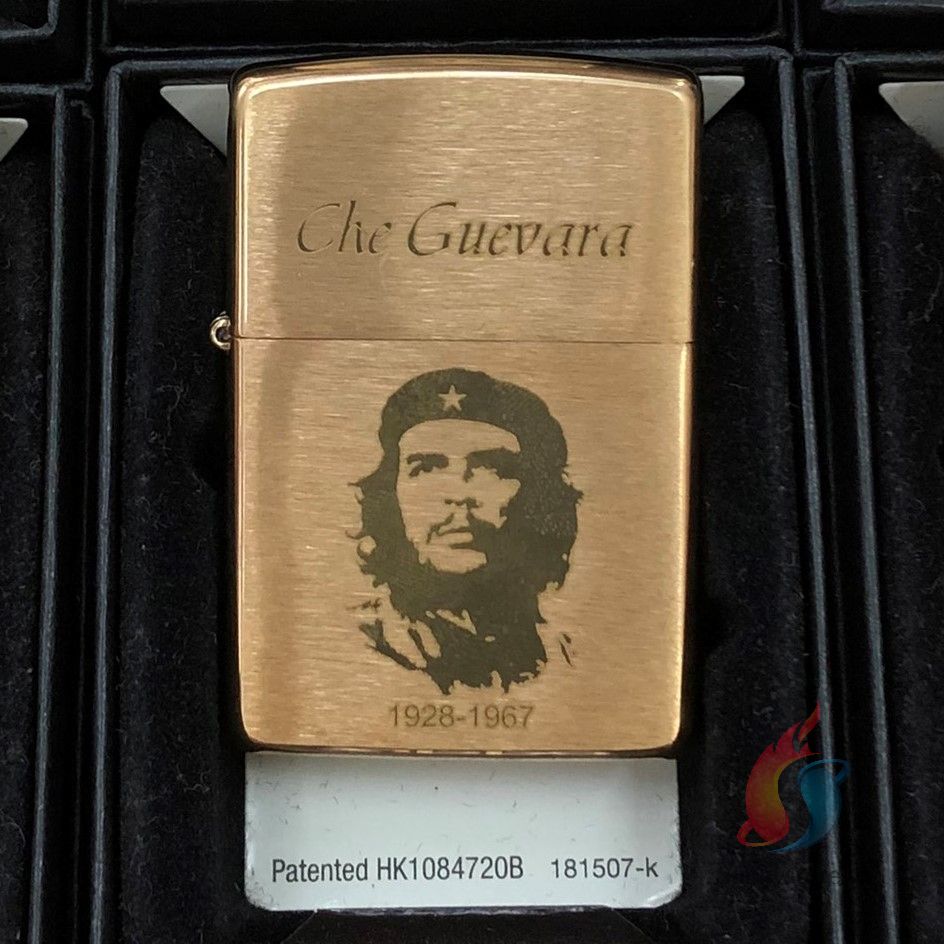 Che Guevara
1928-1967
Patented HK1084720B 181507-k